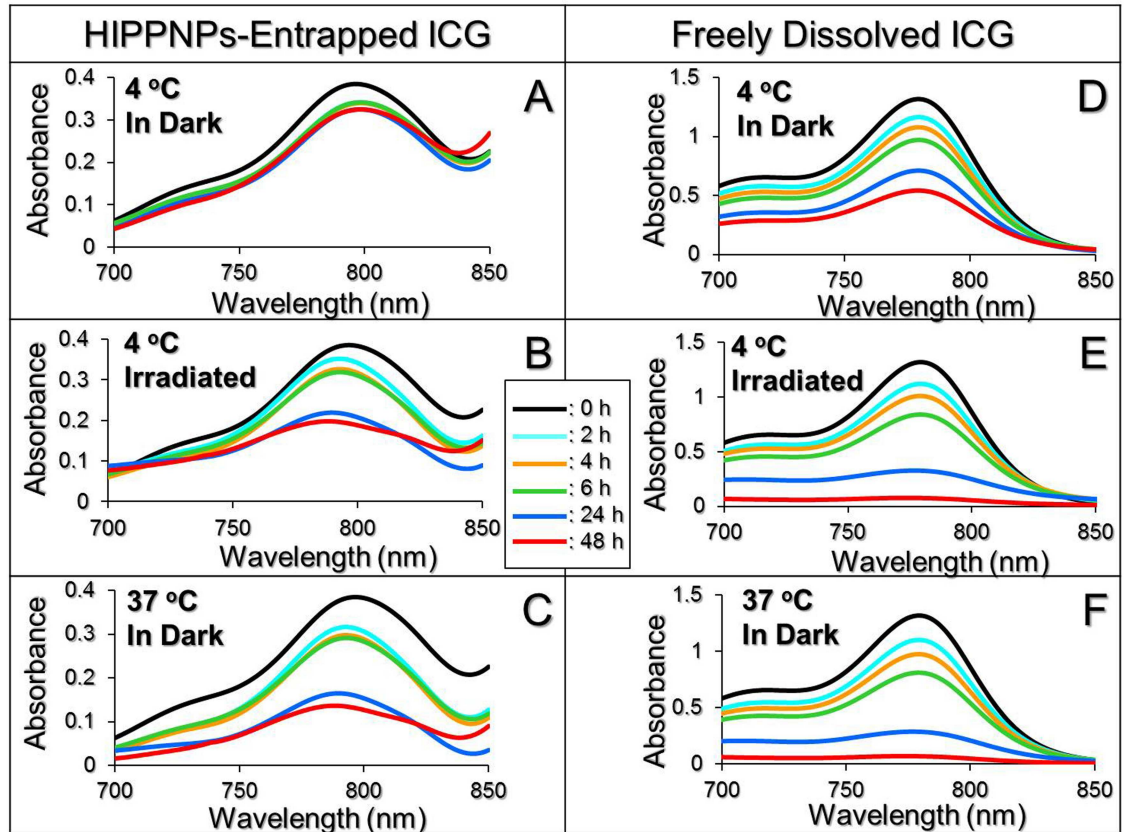 HIPPNPs-Entrapped ICG
Freely Dissolved ICG
4 ºC
In Dark
A
Absorbance
0.4
0.3
0.2
0.1
0
700
750
800
850
Wavelength (nm)
4 ºC
In Dark
D
Absorbance
1.5
1
0.5
0
700
750
800
850
Wavelength (nm)
4 ºC
Irradiated
B
Absorbance
0.4
0.3
0.2
0.1
0
700
750
800
850
Wavelength (nm)
: 0 h
: 2 h
: 4 h
: 6 h
: 24 h
: 48 h
4 ºC
Irradiated
E
Absorbance
1.5
1
0.5
0
700
750
800
850
Wavelength (nm)
37 ºC
In Dark
C
Absorbance
0.4
0.3
0.2
0.1
0
700
750
800
850
Wavelength (nm)
37 ºC
In Dark
F
Absorbance
1.5
1
0.5
0
700
750
800
850
Wavelength (nm)